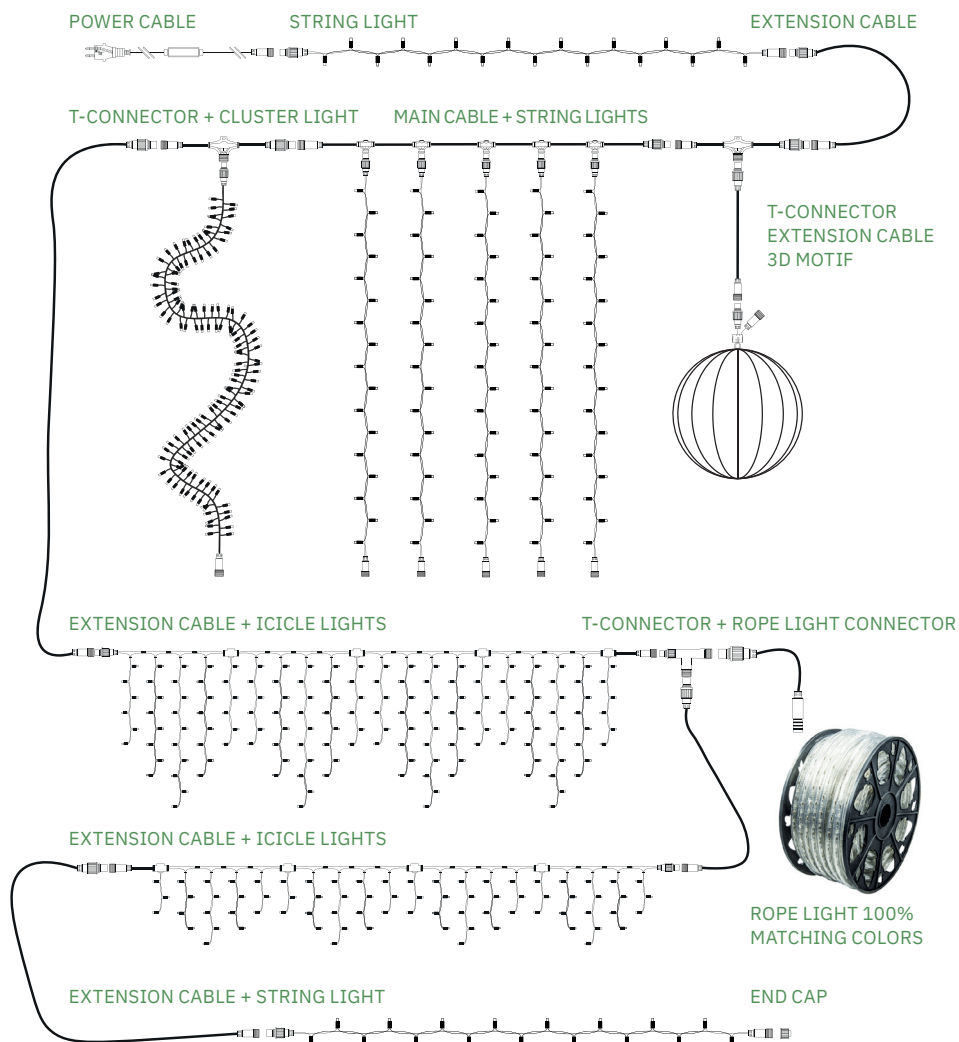 POWER CABLE
STRING LIGHT
EXTENSION CABLE
T-CONNECTOR + CLUSTER LIGHT
MAIN CABLE + STRING LIGHTS
T-CONNECTOR
EXTENSION CABLE
3D MOTIF
EXTENSION CABLE + ICICLE LIGHTS
T-CONNECTOR + ROPE LIGHT CONNECTOR
EXTENSION CABLE + ICICLE LIGHTS
ROPE LIGHT 100%
MATCHING COLORS
EXTENSION CABLE + STRING LIGHT
END CAP